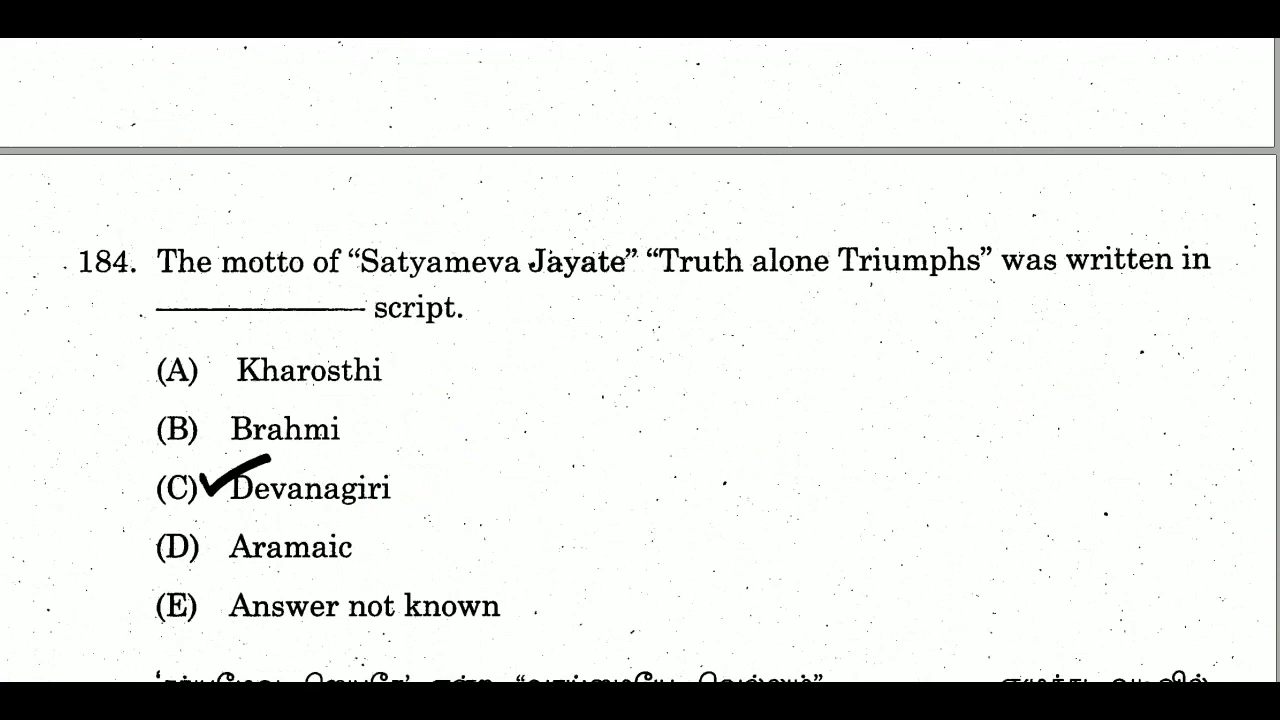 184. The motto of “Satyameva Jayate” “Truth alone Triumphs” was written in
____________ script.
(A) Kharosthi
(B) Brahmi
(C) Devanagiri
(D) Aramaic
(E) Answer not known